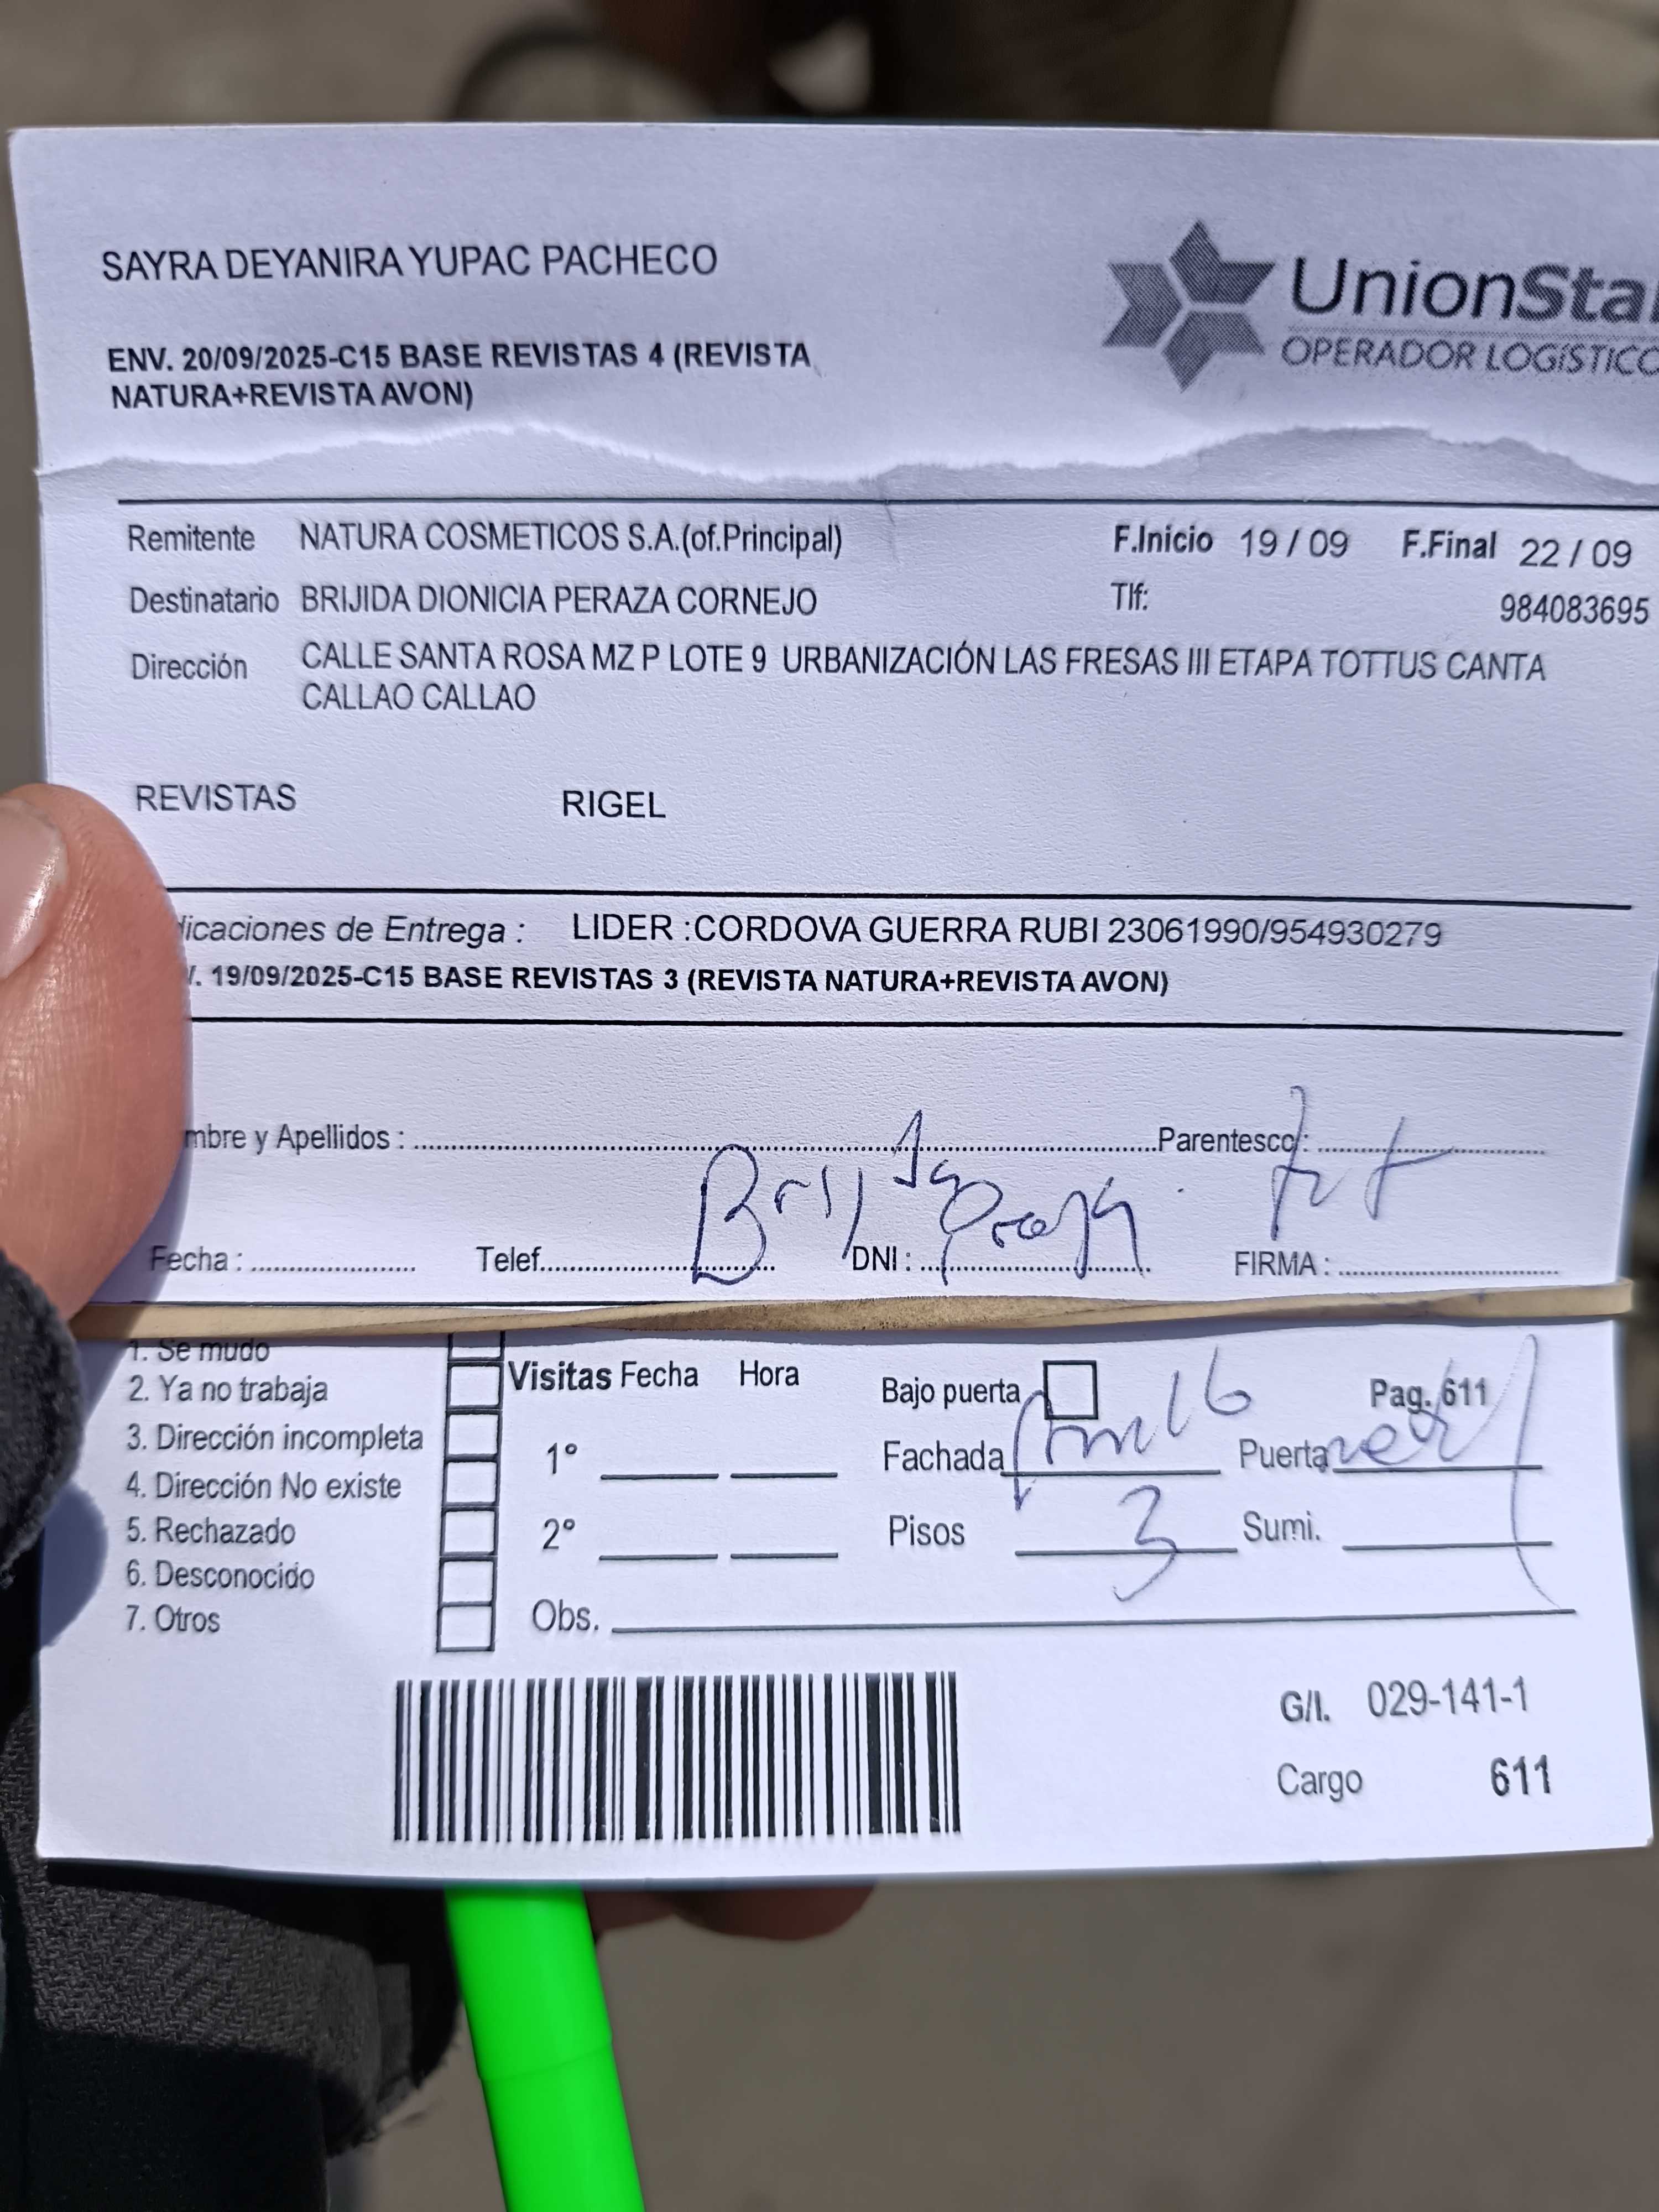 SAYRA DEYANIRA YUPAC PACHECO
UnionSta
OPERADOR LOGíSTICO
ENV. 20/09/2025-C15 BASE REVISTAS 4 (REVISTA
NATURA+REVISTA AVON)
Remitente NATURA COSMETICOS S.A.(of.Principal) F.Inicio 19 / 09 F.Final 22 / 09
Destinatario BRIJIDA DIONICIA PERAZA CORNEJO Tlf: 984083695
Dirección CALLE SANTA ROSA MZ P LOTE 9 URBANIZACIÓN LAS FRESAS III ETAPA TOTTUS CANTA
CALLAO CALLAO
REVISTAS RIGEL
dicaciones de Entrega : LIDER :CORDOVA GUERRA RUBI 23061990/954930279
/. 19/09/2025-C15 BASE REVISTAS 3 (REVISTA NATURA+REVISTA AVON)
mbre y Apellidos : Parentesco :
Brijida Peraza
Fecha : Telef. DNI : FIRMA :
1. Se mudo
2. Ya no trabaja
3. Dirección incompleta
4. Dirección No existe
5. Rechazado
6. Desconocido
7. Otros
Visitas Fecha Hora
1º
2º
Obs.
Bajo puerta Pag. 611
Fachada Puerta
Pisos 3 Sumi.
G/I. 029-141-1
Cargo 611